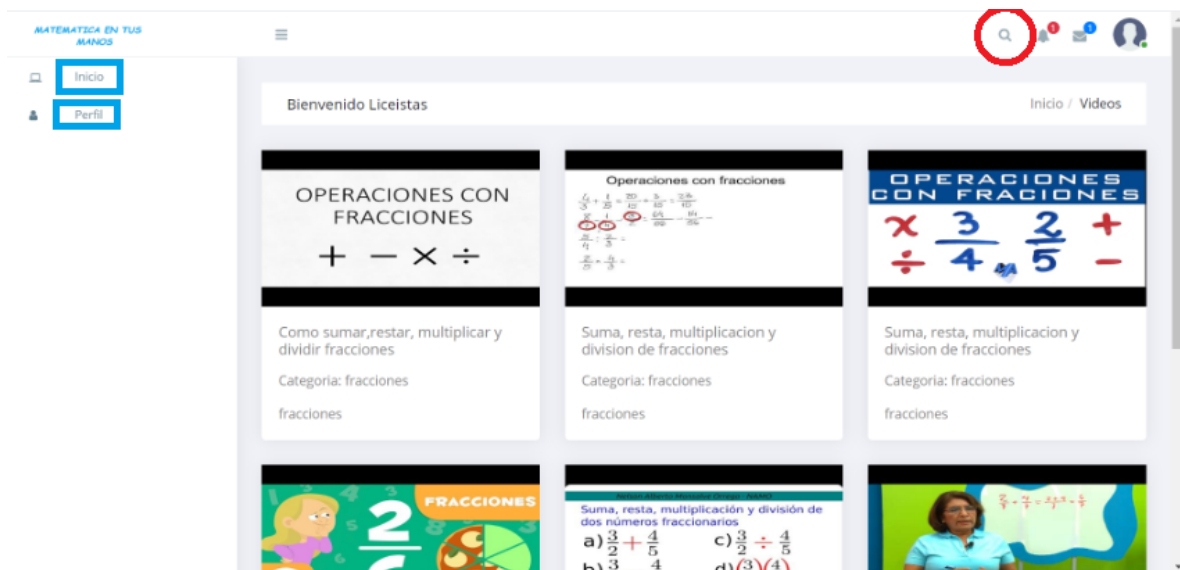 MATEMATICA EN TUS
MANOS
1
Inicio
Perfil
Bienvenido Liceistas
Inicio / Videos
OPERACIONES CON
FRACCIONES
+ − × ÷
Operaciones con fracciones
OPERACIONES
CON FRACIONES
x 3/4 2/5 +
÷ −
Como sumar,restar, multiplicar y
dividir fracciones
Categoria: fracciones
fracciones
Suma, resta, multiplicacion y
division de fracciones
Categoria: fracciones
fracciones
Suma, resta, multiplicacion y
division de fracciones
Categoria: fracciones
fracciones
FRACCIONES
2
Suma, resta, multiplicación y división de
dos números fraccionarios
a) 3/2 + 4/5
c) 3/2 ÷ 4/5